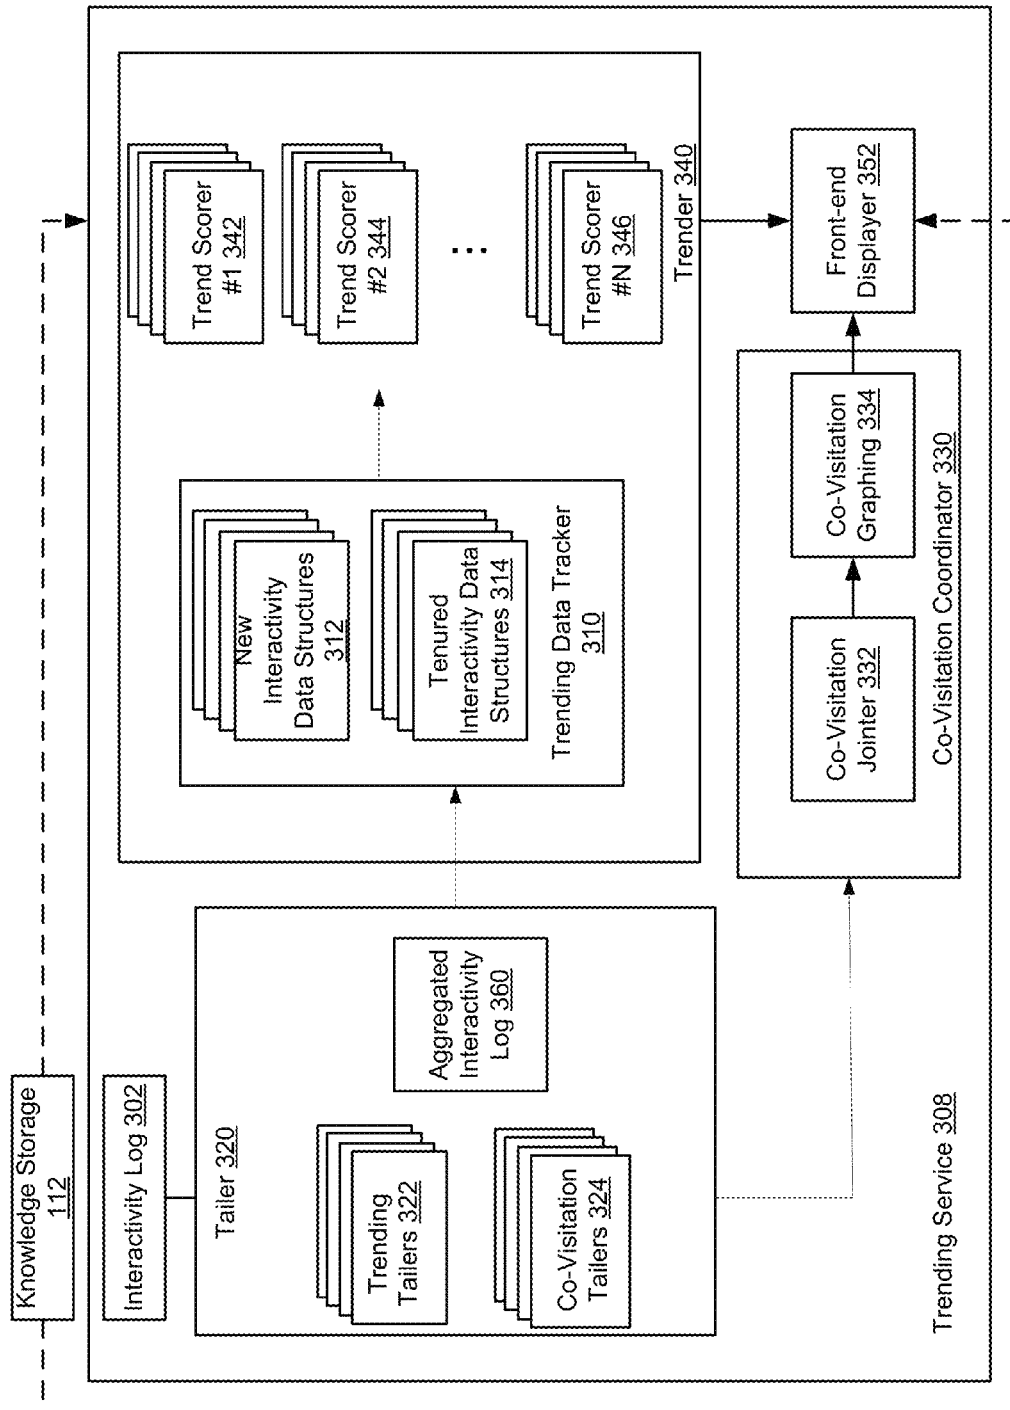 Knowledge Storage
112
Interactivity Log 302
Tailer 320
Trending
Tailers 322
Co-Visitation
Tailers 324
Aggregated
Interactivity
Log 360
New
Interactivity
Data Structures
312
Tenured
Interactivity Data
Structures 314
Trending Data Tracker
310
Trend Scorer
#1 342
Trend Scorer
#2 344
...
Trend Scorer
#N 346
Trender 340
Co-Visitation
Jointer 332
Co-Visitation
Graphing 334
Co-Visitation Coordinator 330
Front-end
Displayer 352
Trending Service 308